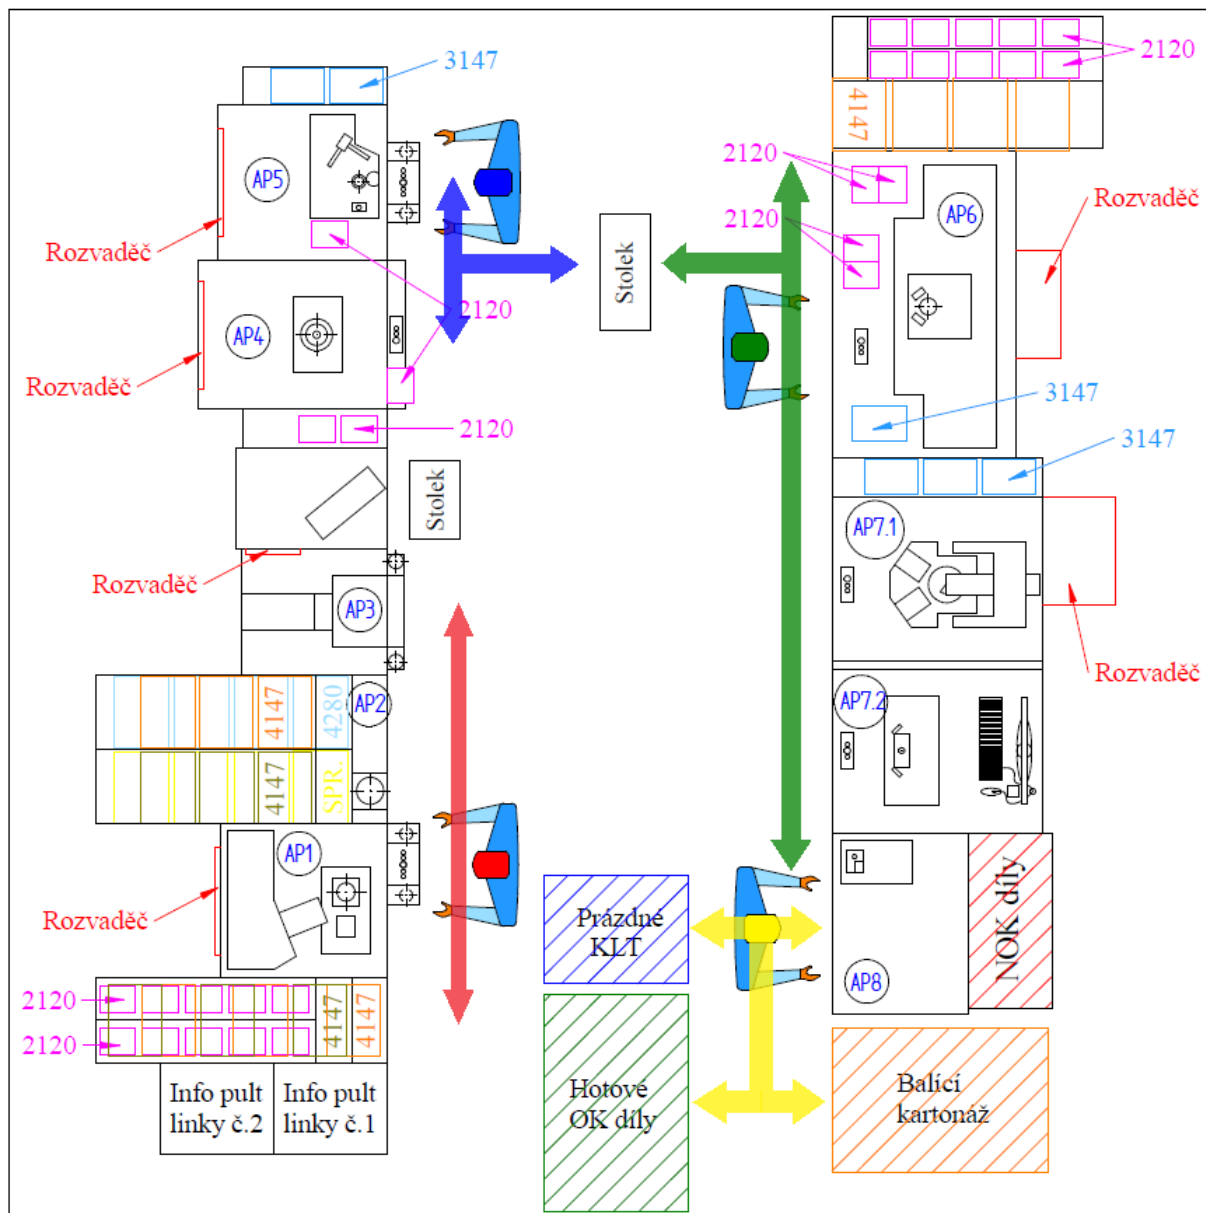 3147
AP5
Rozvaděč
2120
AP4
Rozvaděč
2120
Stolek
Rozvaděč
AP3
4147
4280
AP2
4147
SPR.
AP1
Rozvaděč
2120
2120
4147
4147
Info pult
linky č.2
Info pult
linky č.1
Stolek
2120
4147
2120
2120
AP6
Rozvaděč
3147
3147
AP7.1
Rozvaděč
AP7.2
NOK díly
AP8
Prázdné
KLT
Hotové
OK díly
Balící
kartonáž